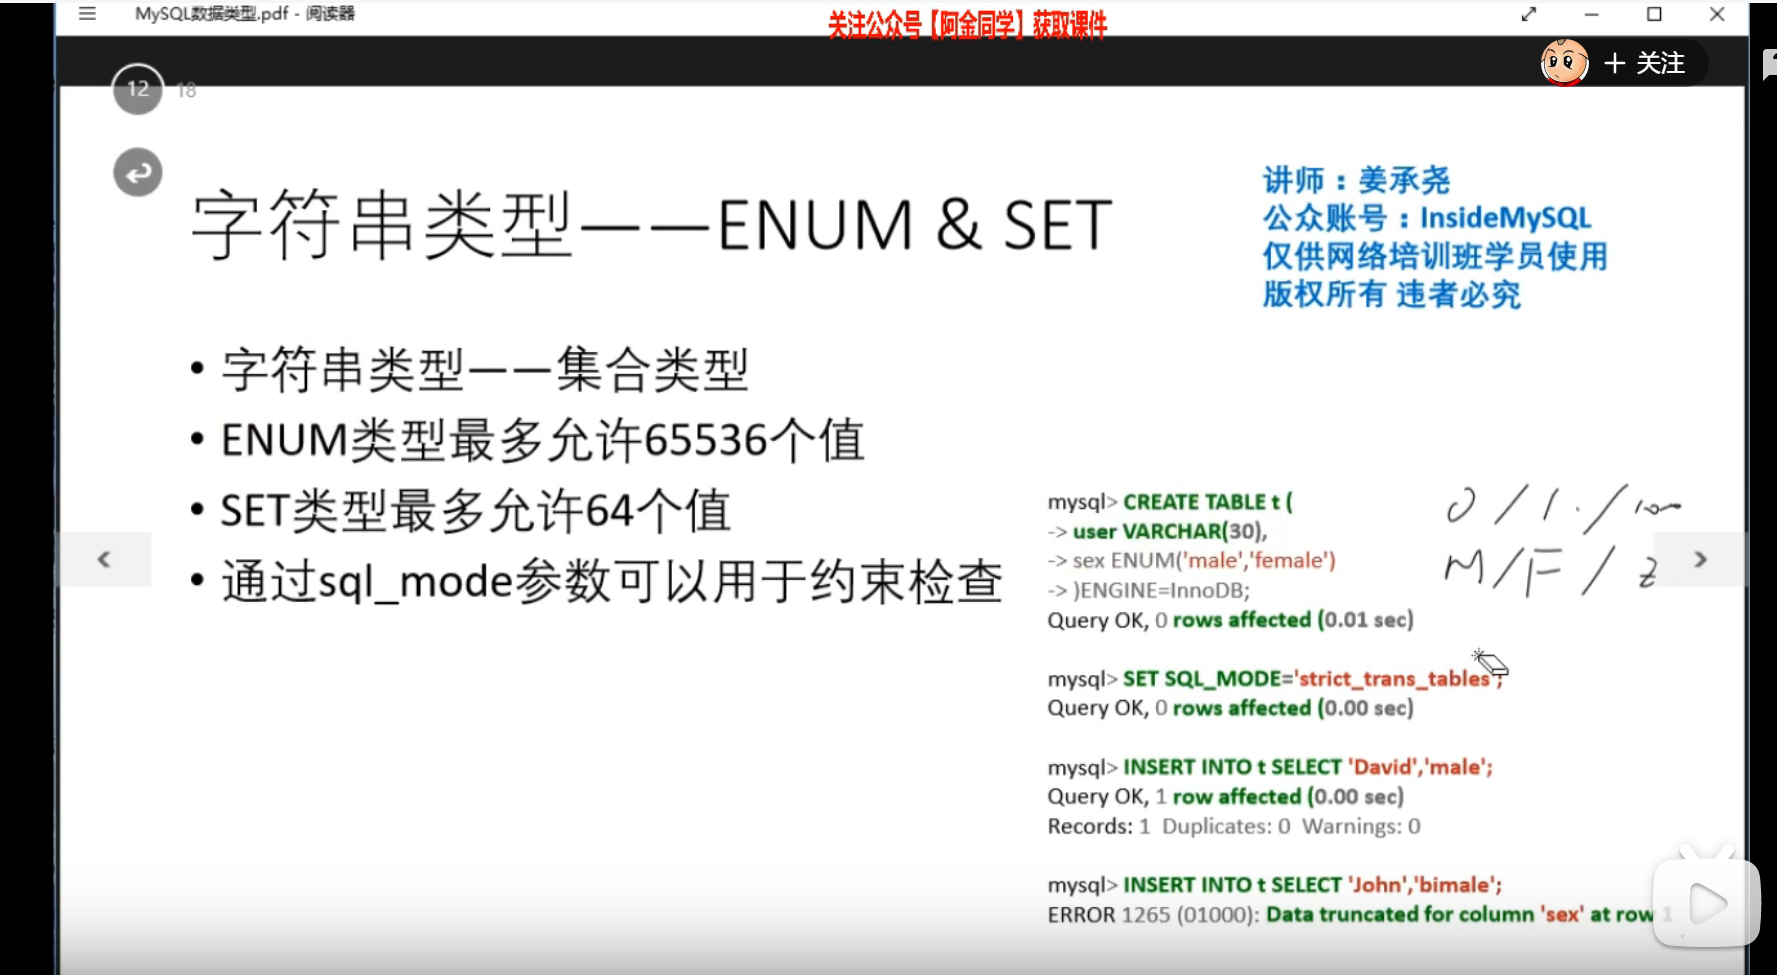 MySQL数据类型.pdf - 阅读器
关注公众号【阿金同学】获取课件
+ 关注
12 18
字符串类型——ENUM & SET
讲师：姜承尧
公众账号：InsideMySQL
仅供网络培训班学员使用
版权所有 违者必究
• 字符串类型——集合类型
• ENUM类型最多允许65536个值
• SET类型最多允许64个值
• 通过sql_mode参数可以用于约束检查
mysql> CREATE TABLE t (
-> user VARCHAR(30),
-> sex ENUM('male','female')
-> )ENGINE=InnoDB;
Query OK, 0 rows affected (0.01 sec)
mysql> SET SQL_MODE='strict_trans_tables';
Query OK, 0 rows affected (0.00 sec)
mysql> INSERT INTO t SELECT 'David','male';
Query OK, 1 row affected (0.00 sec)
Records: 1 Duplicates: 0 Warnings: 0
mysql> INSERT INTO t SELECT 'John','bimale';
ERROR 1265 (01000): Data truncated for column 'sex' at row 1
M/F/z